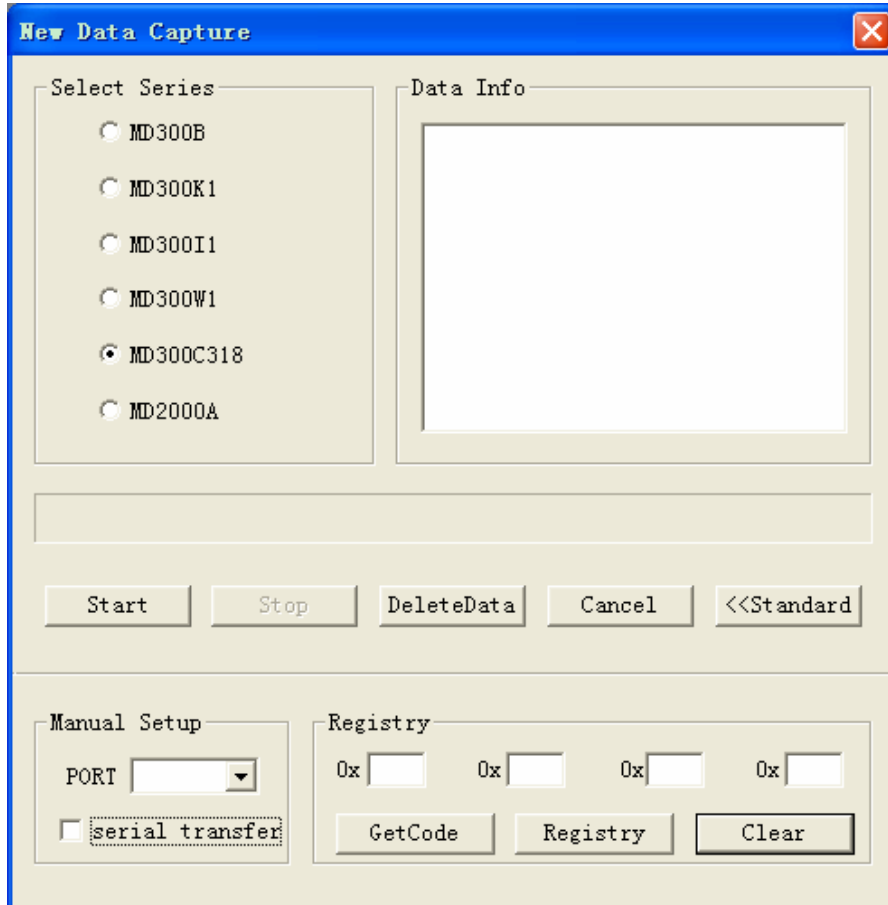 New Data Capture
Select Series
MD300B
MD300K1
MD300I1
MD300W1
MD300C318
MD2000A
Data Info
Start Stop DeleteData Cancel <<Standard
Manual Setup
PORT
serial transfer
Registry
0x 0x 0x 0x
GetCode Registry Clear